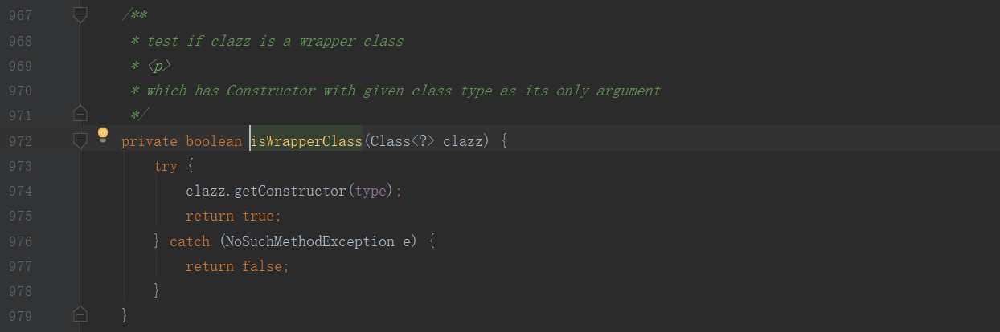 967 /**
968 * test if clazz is a wrapper class
969 * <p>
970 * which has Constructor with given class type as its only argument
971 */
972 private boolean isWrapperClass(Class<?> clazz) {
973 try {
974 clazz.getConstructor(type);
975 return true;
976 } catch (NoSuchMethodException e) {
977 return false;
978 }
979 }